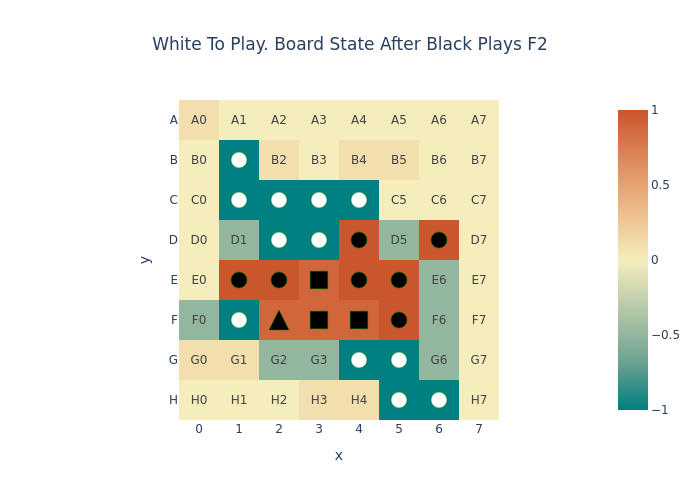 White To Play. Board State After Black Plays F2
A A0 A1 A2 A3 A4 A5 A6 A7 1
B B0 B2 B3 B4 B5 B6 B7
C C0 C5 C6 C7 0.5
D D0 D1 D5 D7
y
0
E E0 E6 E7
F F0 F6 F7 −0.5
G G0 G1 G2 G3 G6 G7
H H0 H1 H2 H3 H4 H7 −1
0 1 2 3 4 5 6 7
x